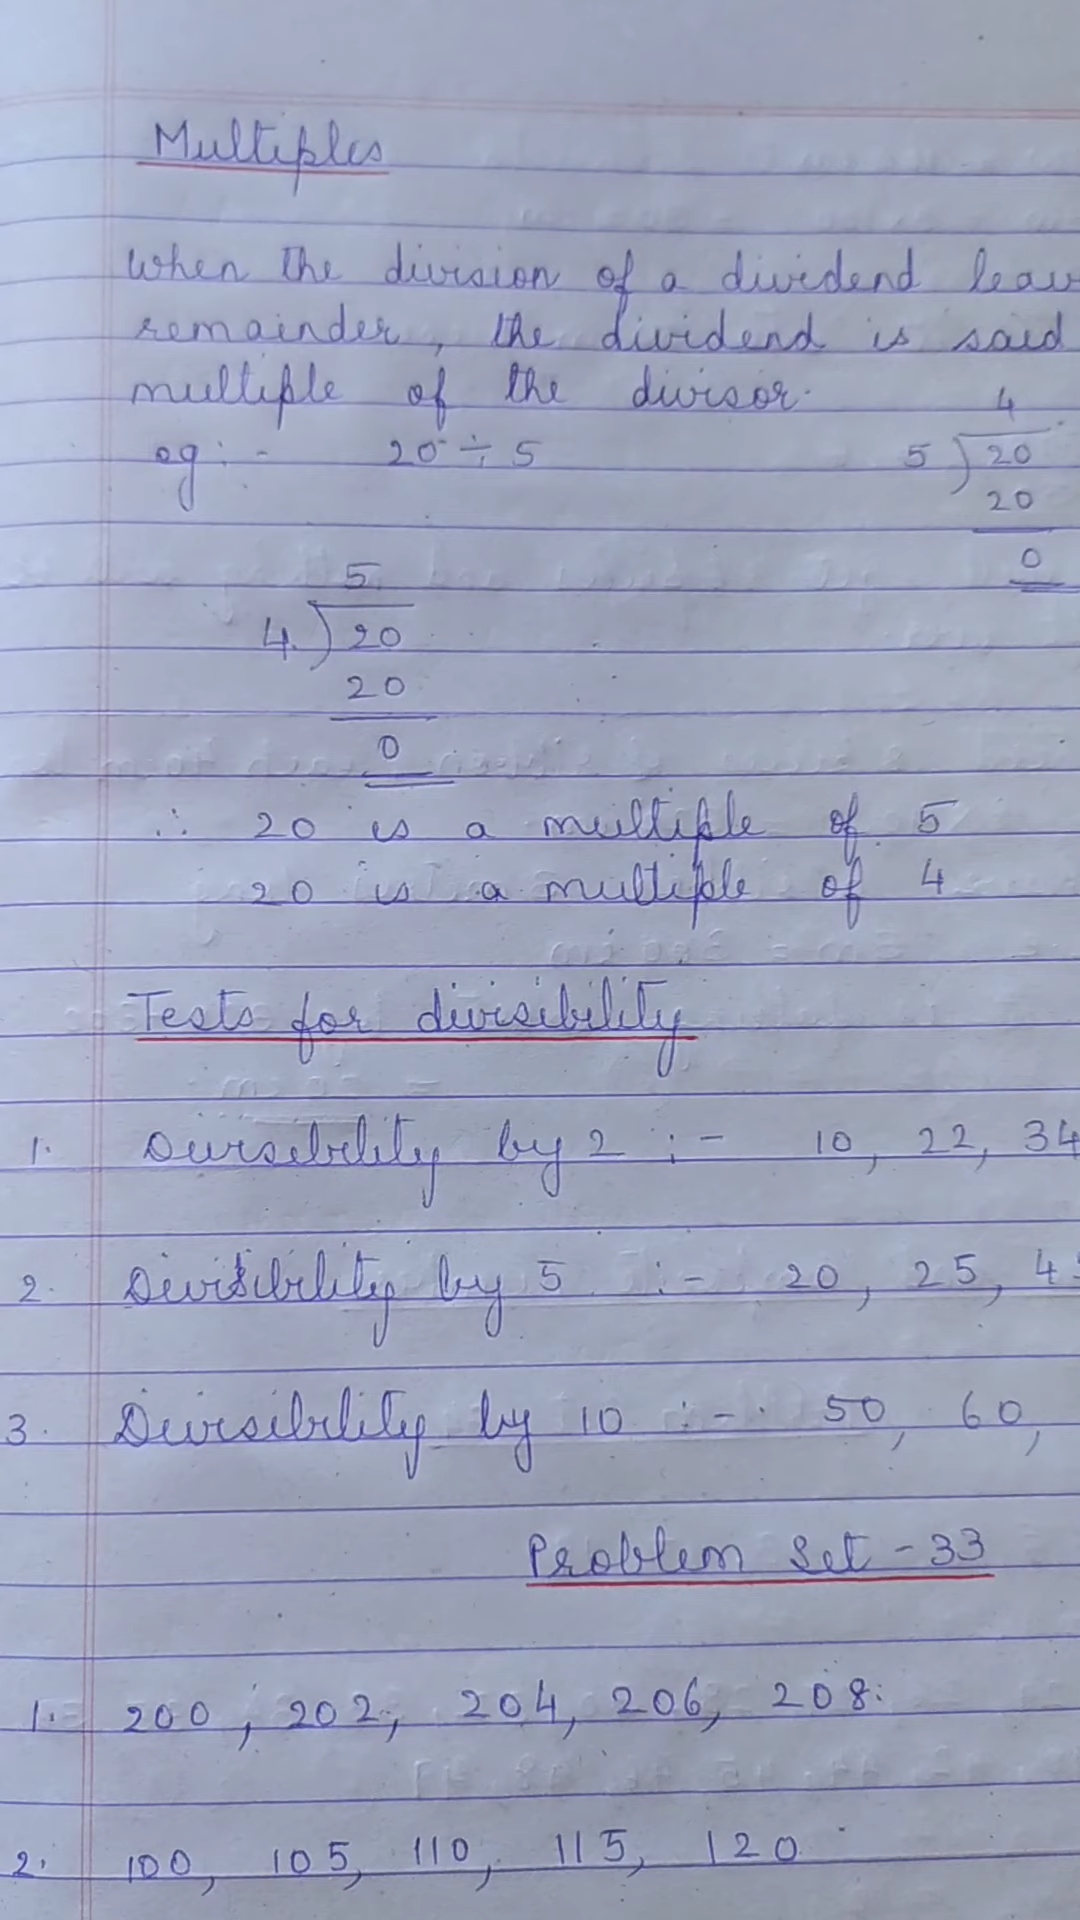 Multiples
When the division of a dividend leav
remainder, the dividend is said
multiple of the divisor.
4
eg :- 20 ÷ 5 5 ) 20
20
0
5
4 ) 20
20
0
∴ 20 is a multiple of 5
20 is a multiple of 4
Tests for divisibility
1. Divisibility by 2 :- 10, 22, 34
2. Divisibility by 5 :- 20, 25, 45
3. Divisibility by 10 :- 50, 60,
Problem Set - 33
1. 200, 202, 204, 206, 208.
2. 100, 105, 110, 115, 120